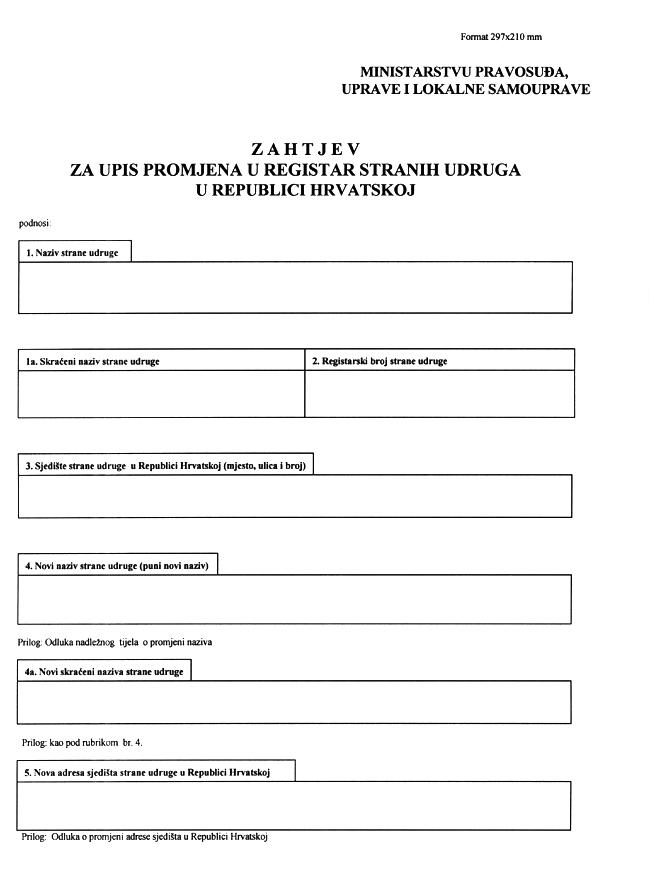 Format 297x210 mm
MINISTARSTVU PRAVOSUĐA,
UPRAVE I LOKALNE SAMOUPRAVE
Z A H T J E V
ZA UPIS PROMJENA U REGISTAR STRANIH UDRUGA
U REPUBLICI HRVATSKOJ
podnosi:
1. Naziv strane udruge
1a. Skraćeni naziv strane udruge
2. Registarski broj strane udruge
3. Sjedište strane udruge u Republici Hrvatskoj (mjesto, ulica i broj)
4. Novi naziv strane udruge (puni novi naziv)
Prilog: Odluka nadležnog tijela o promjeni naziva
4a. Novi skraćeni naziva strane udruge
Prilog: kao pod rubrikom br. 4.
5. Nova adresa sjedišta strane udruge u Republici Hrvatskoj
Prilog: Odluka o promjeni adrese sjedišta u Republici Hrvatskoj